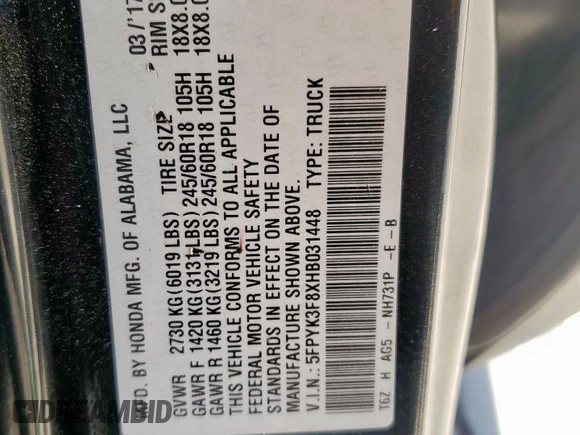 MFD. BY HONDA MFG. OF ALABAMA, LLC 03/'17
GVWR 2730 KG (6019 LBS) TIRE SIZE RIM S
GAWR F 1420 KG (3131 LBS) 245/60R18 105H 18X8.0
GAWR R 1460 KG (3219 LBS) 245/60R18 105H 18X8.0
THIS VEHICLE CONFORMS TO ALL APPLICABLE
FEDERAL MOTOR VEHICLE SAFETY
STANDARDS IN EFFECT ON THE DATE OF
MANUFACTURE SHOWN ABOVE.
V.I.N.: 5FPYK3F8XHB031448 TYPE: TRUCK
T6Z H AG5 - NH731P -E-B
DREAMBID